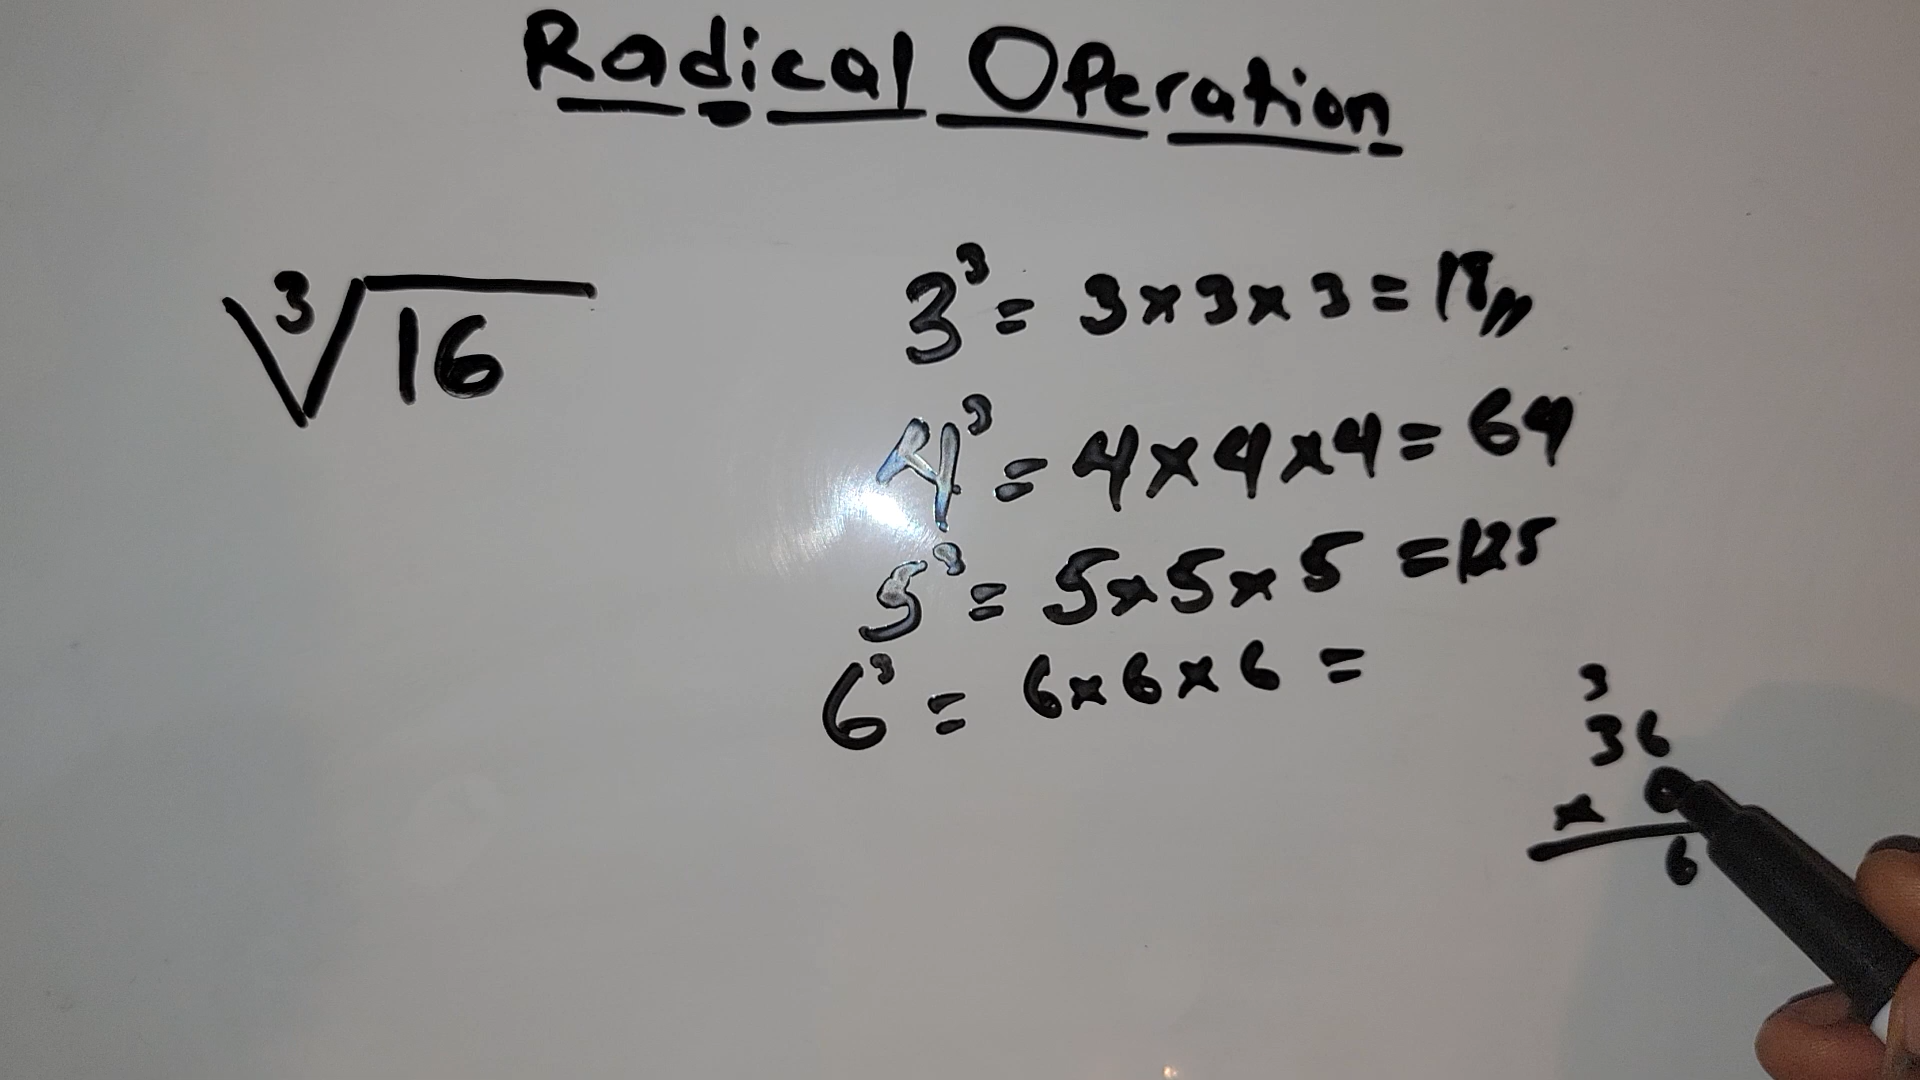 Radical Operation
∛16
3³ = 3 x 3 x 3 = 18,,
4³ = 4 x 4 x 4 = 64
5³ = 5 x 5 x 5 = 125
6³ = 6 x 6 x 6 =
3
36
x 6
6